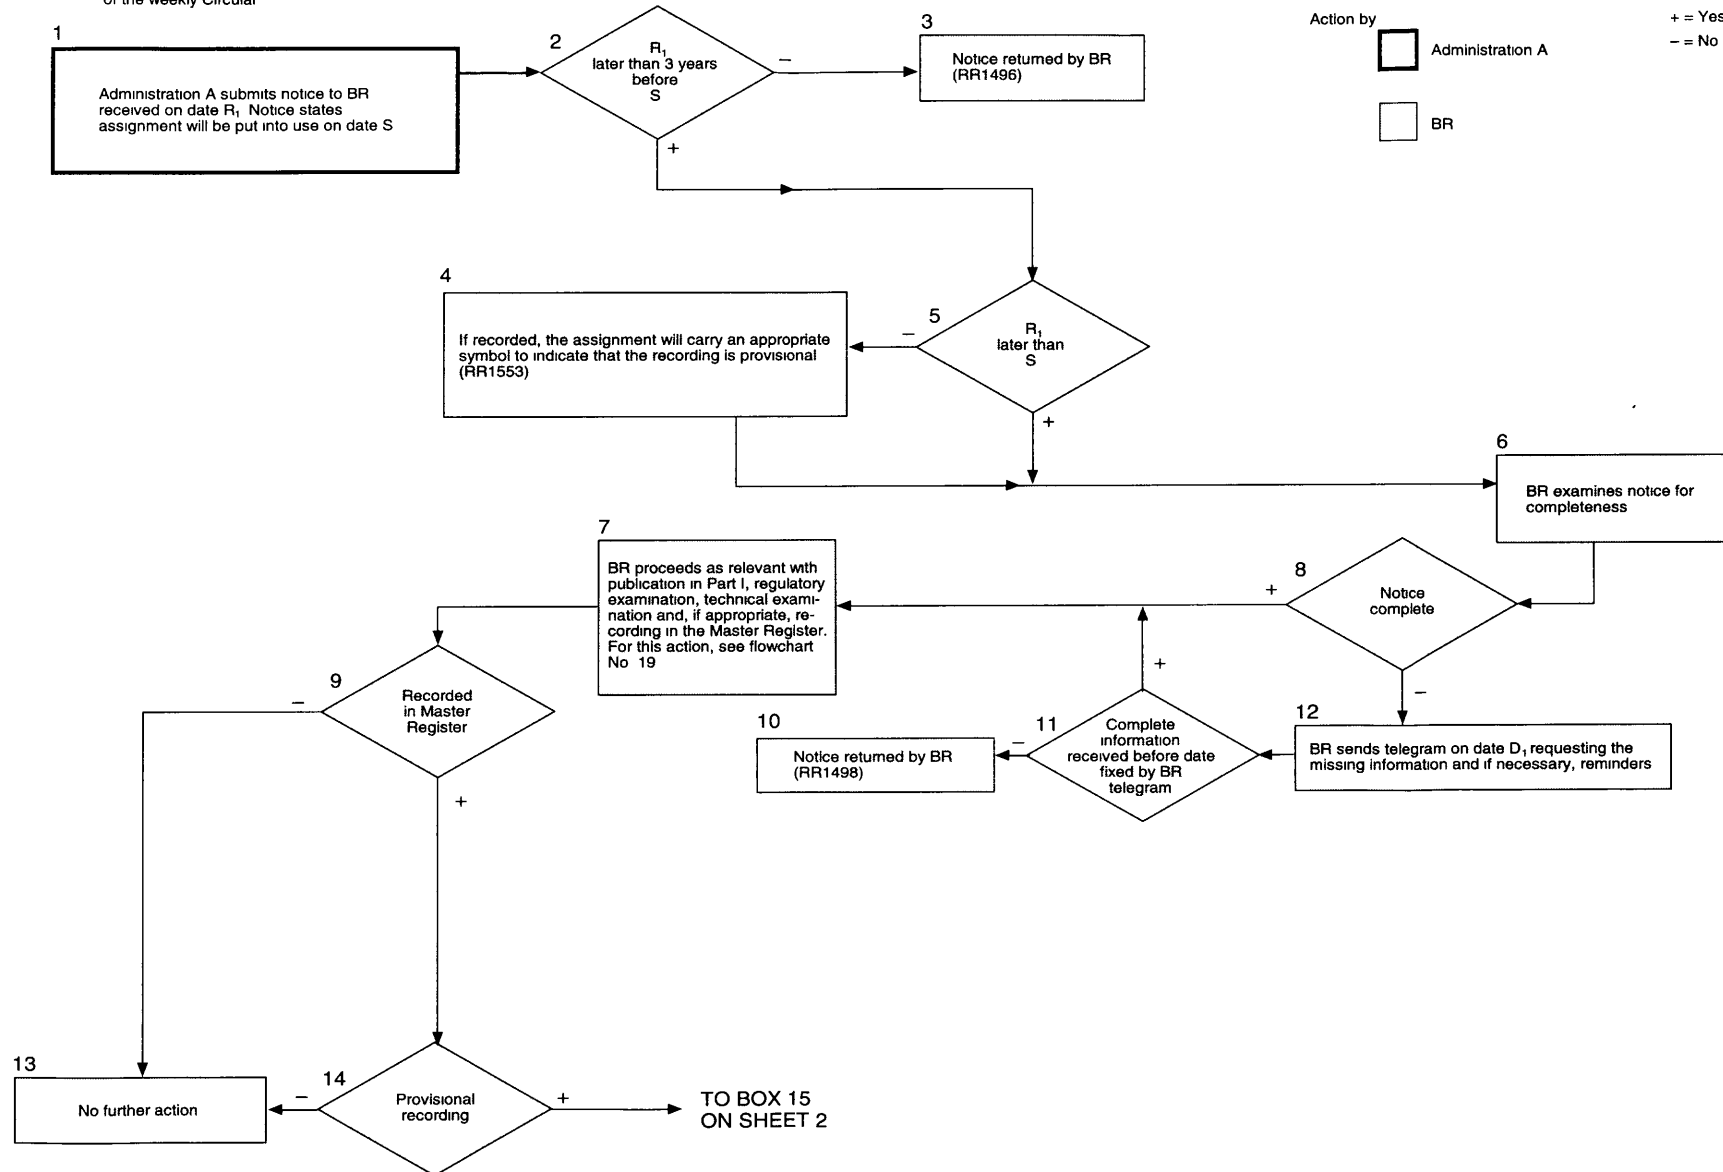 of the weekly Circular
Action by
+ = Yes
– = No
Administration A
BR
1
Administration A submits notice to BR
received on date R₁ Notice states
assignment will be put into use on date S
2
R₁
later than 3 years
before
S
–
+
3
Notice returned by BR
(RR1496)
4
If recorded, the assignment will carry an appropriate
symbol to indicate that the recording is provisional
(RR1553)
5
R₁
later than
S
–
+
6
BR examines notice for
completeness
7
BR proceeds as relevant with
publication in Part I, regulatory
examination, technical exami-
nation and, if appropriate, re-
cording in the Master Register.
For this action, see flowchart
No 19
8
Notice
complete
+
–
9
Recorded
in Master
Register
–
+
10
Notice returned by BR
(RR1498)
11
Complete
information
received before date
fixed by BR
telegram
–
+
12
BR sends telegram on date D₁ requesting the
missing information and if necessary, reminders
13
No further action
14
Provisional
recording
–
+
TO BOX 15
ON SHEET 2